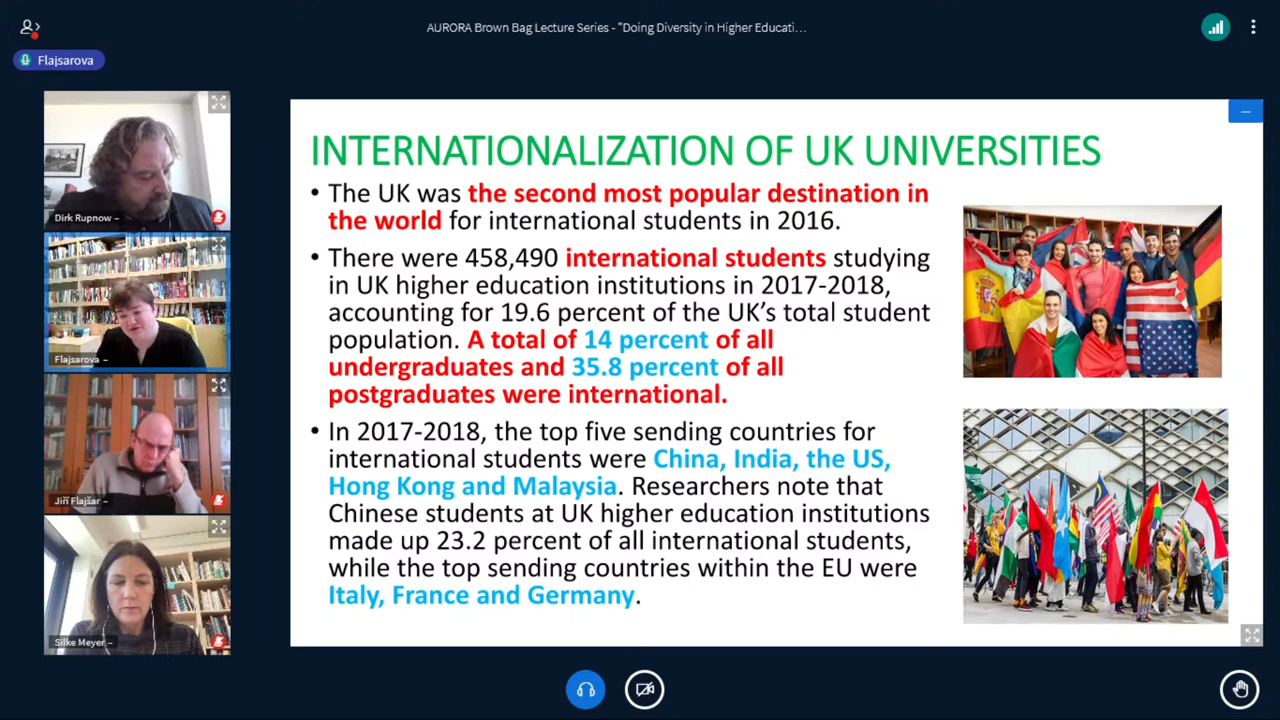 AURORA Brown Bag Lecture Series - "Doing Diversity in Higher Educati…
Flajsarova
Dirk Rupnow –
Flajsarova –
Jiří Flajšar –
Silke Meyer –
INTERNATIONALIZATION OF UK UNIVERSITIES
• The UK was the second most popular destination in
the world for international students in 2016.
• There were 458,490 international students studying
in UK higher education institutions in 2017-2018,
accounting for 19.6 percent of the UK’s total student
population. A total of 14 percent of all
undergraduates and 35.8 percent of all
postgraduates were international.
• In 2017-2018, the top five sending countries for
international students were China, India, the US,
Hong Kong and Malaysia. Researchers note that
Chinese students at UK higher education institutions
made up 23.2 percent of all international students,
while the top sending countries within the EU were
Italy, France and Germany.